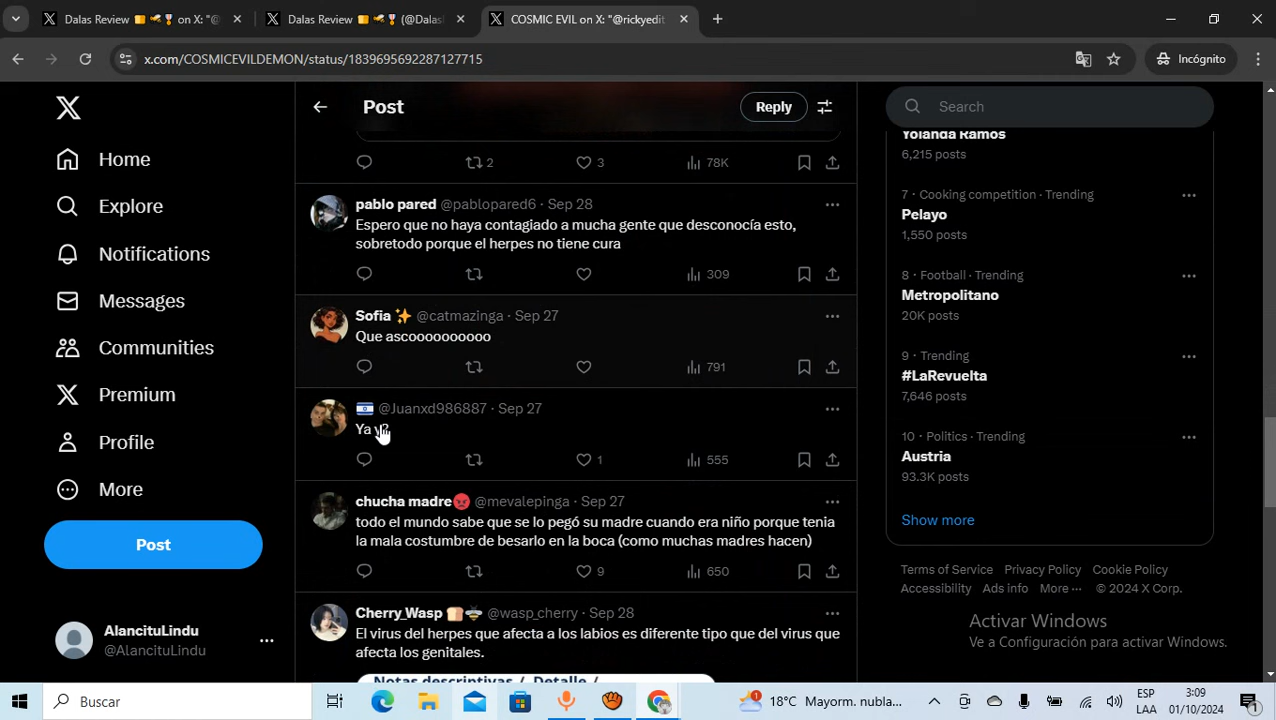 Dalas Review on X: "@
Dalas Review (@Dalas
COSMIC EVIL on X: "@rickyedit
x.com/COSMICEVILDEMON/status/1839695692287127715
Incógnito
Home
Explore
Notifications
Messages
Communities
Premium
Profile
More
Post
AlancituLindu
@AlancituLindu
Post
Reply
2
3
78K
pablo pared @pablopared6 · Sep 28
Espero que no haya contagiado a mucha gente que desconocía esto,
sobretodo porque el herpes no tiene cura
309
Sofia ✨ @catmazinga · Sep 27
Que ascoooooooooo
791
🇮🇱 @Juanxd986887 · Sep 27
Ya
1
555
chucha madre😡 @mevalepinga · Sep 27
todo el mundo sabe que se lo pegó su madre cuando era niño porque tenia
la mala costumbre de besarlo en la boca (como muchas madres hacen)
9
650
Cherry_Wasp 🍞🐝 @wasp_cherry · Sep 28
El virus del herpes que afecta a los labios es diferente tipo que del virus que
afecta los genitales.
Notas descriptivas / Detalle /
Search
Yolanda Ramos
6,215 posts
7 · Cooking competition · Trending
Pelayo
1,550 posts
8 · Football · Trending
Metropolitano
20K posts
9 · Trending
#LaRevuelta
7,646 posts
10 · Politics · Trending
Austria
93.3K posts
Show more
Terms of Service Privacy Policy Cookie Policy
Accessibility Ads info More ··· © 2024 X Corp.
Activar Windows
Ve a Configuración para activar Windows.
Buscar
1
18°C Mayorm. nubla...
ESP
LAA
3:09
01/10/2024
1